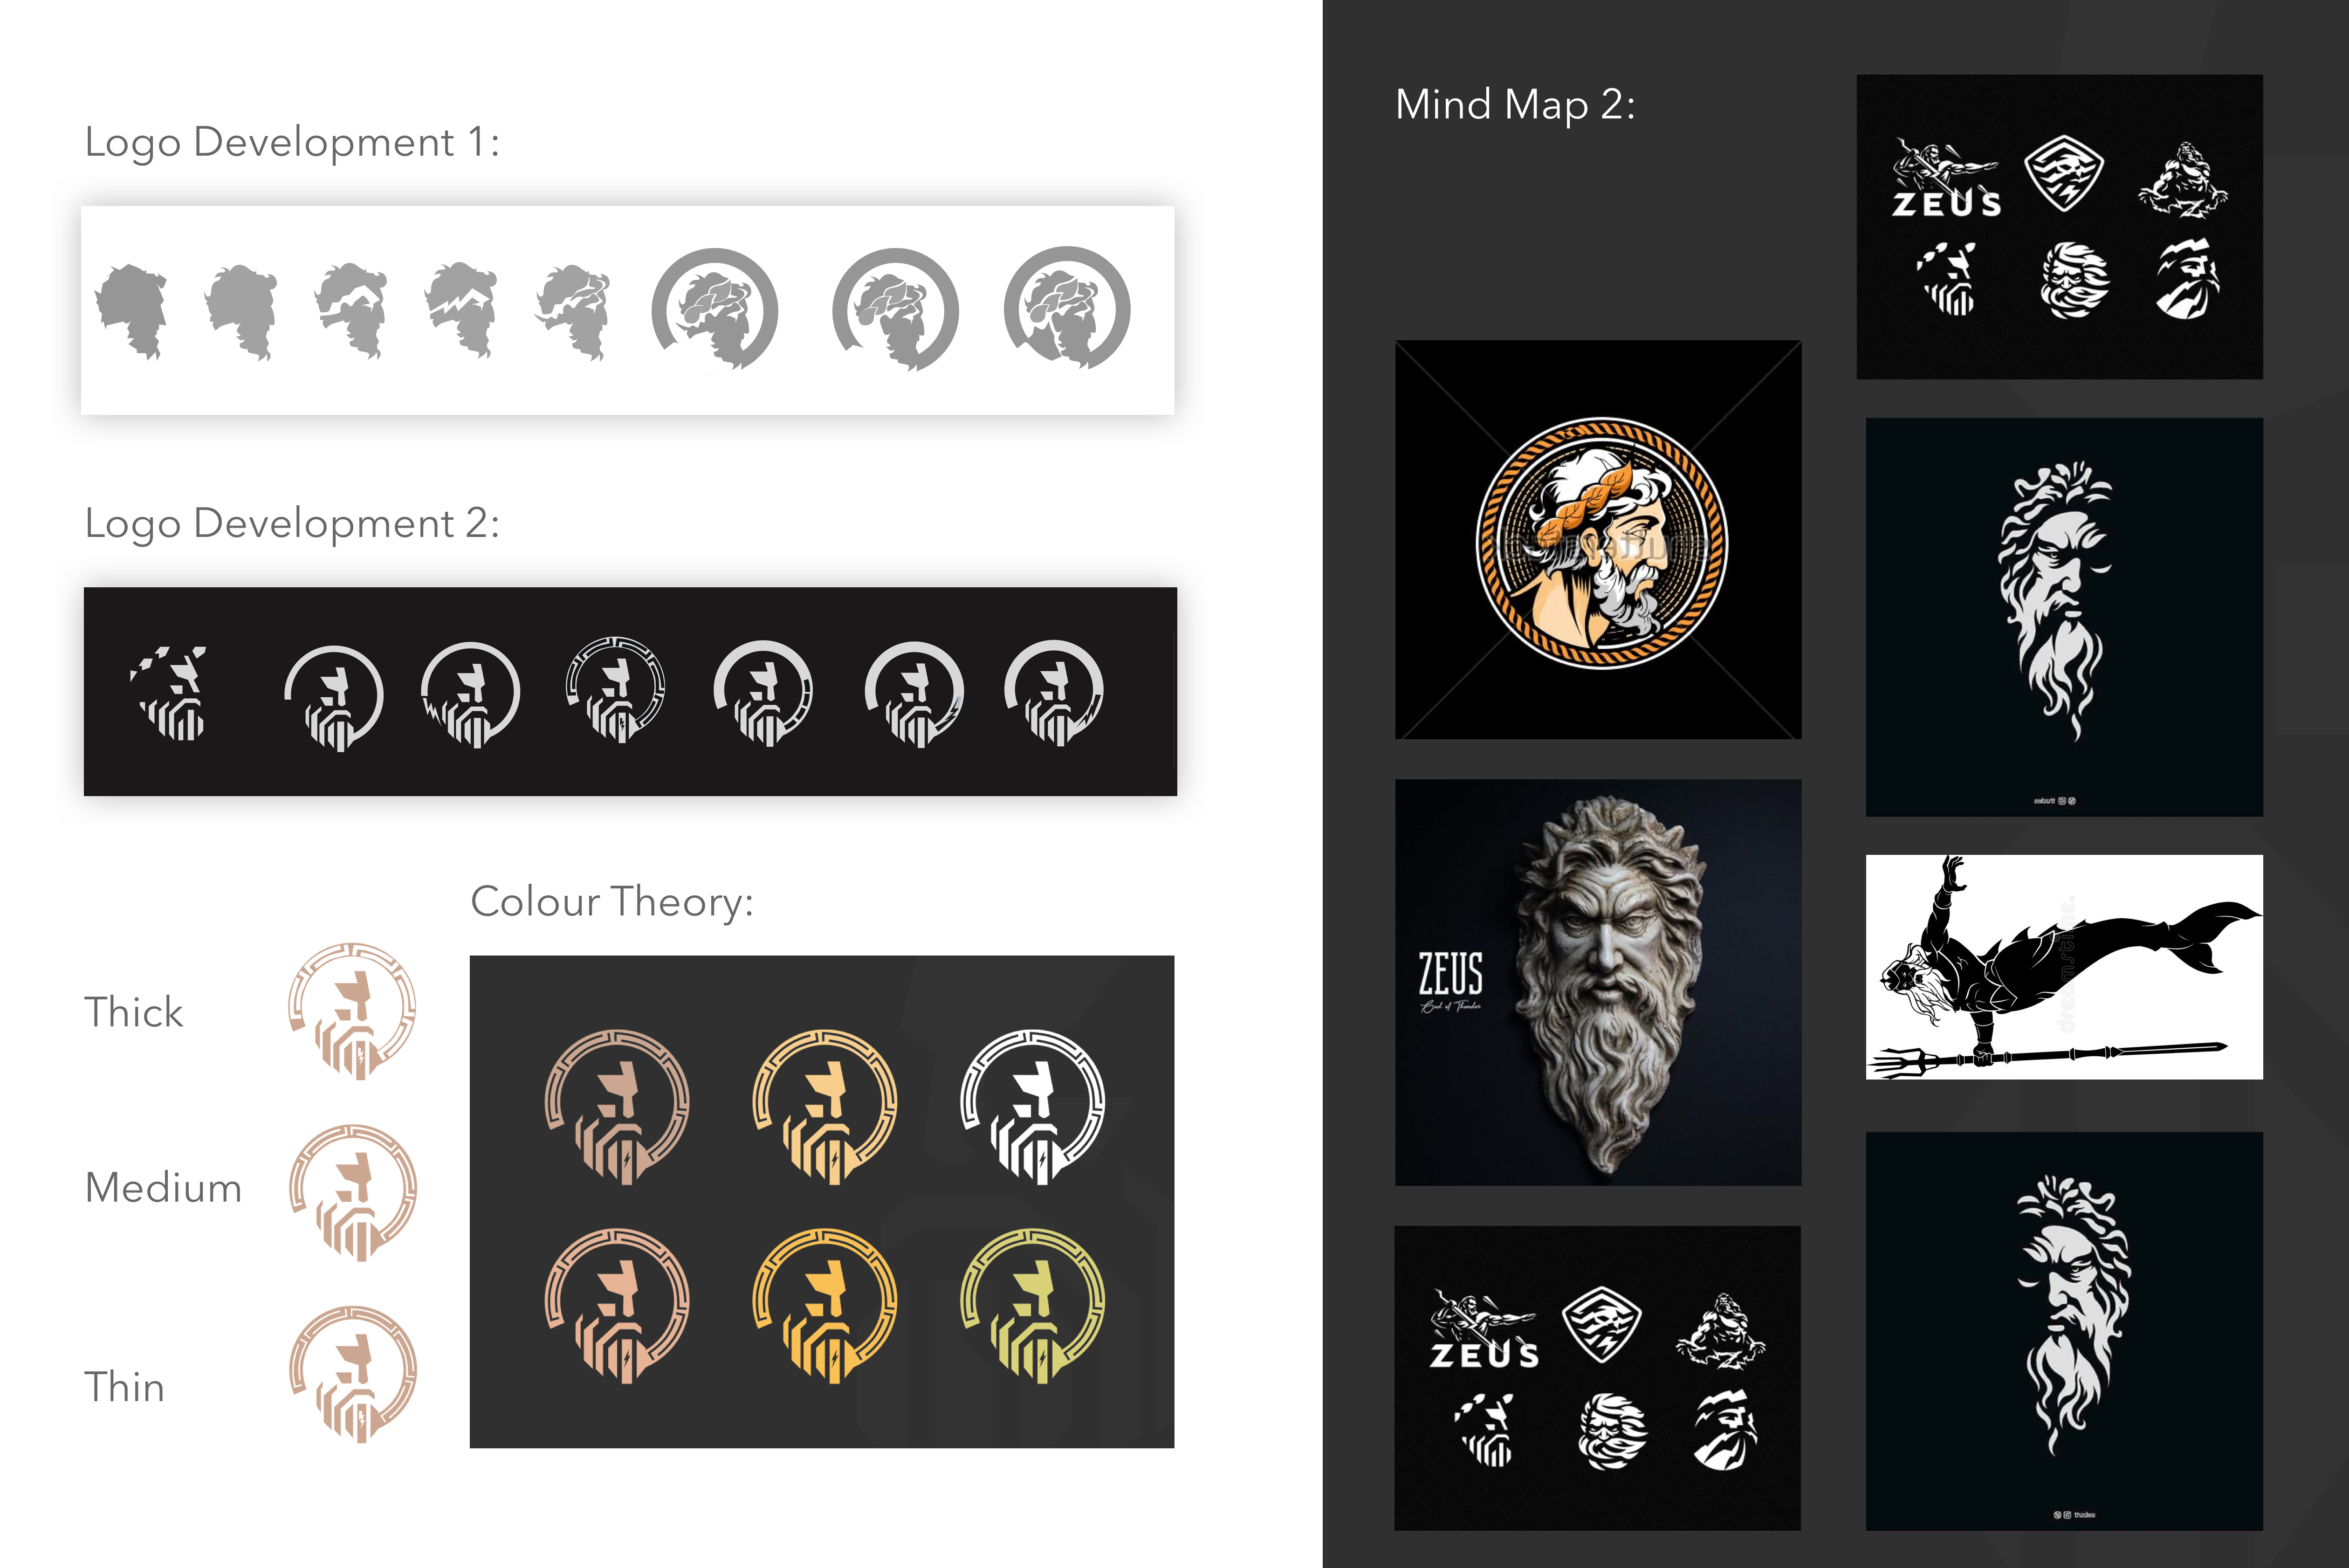 Logo Development 1:
Logo Development 2:
Colour Theory:
Thick
Medium
Thin
Mind Map 2:
ZEUS
ZEUS
God of Thunder
dreamstime.
ZEUS